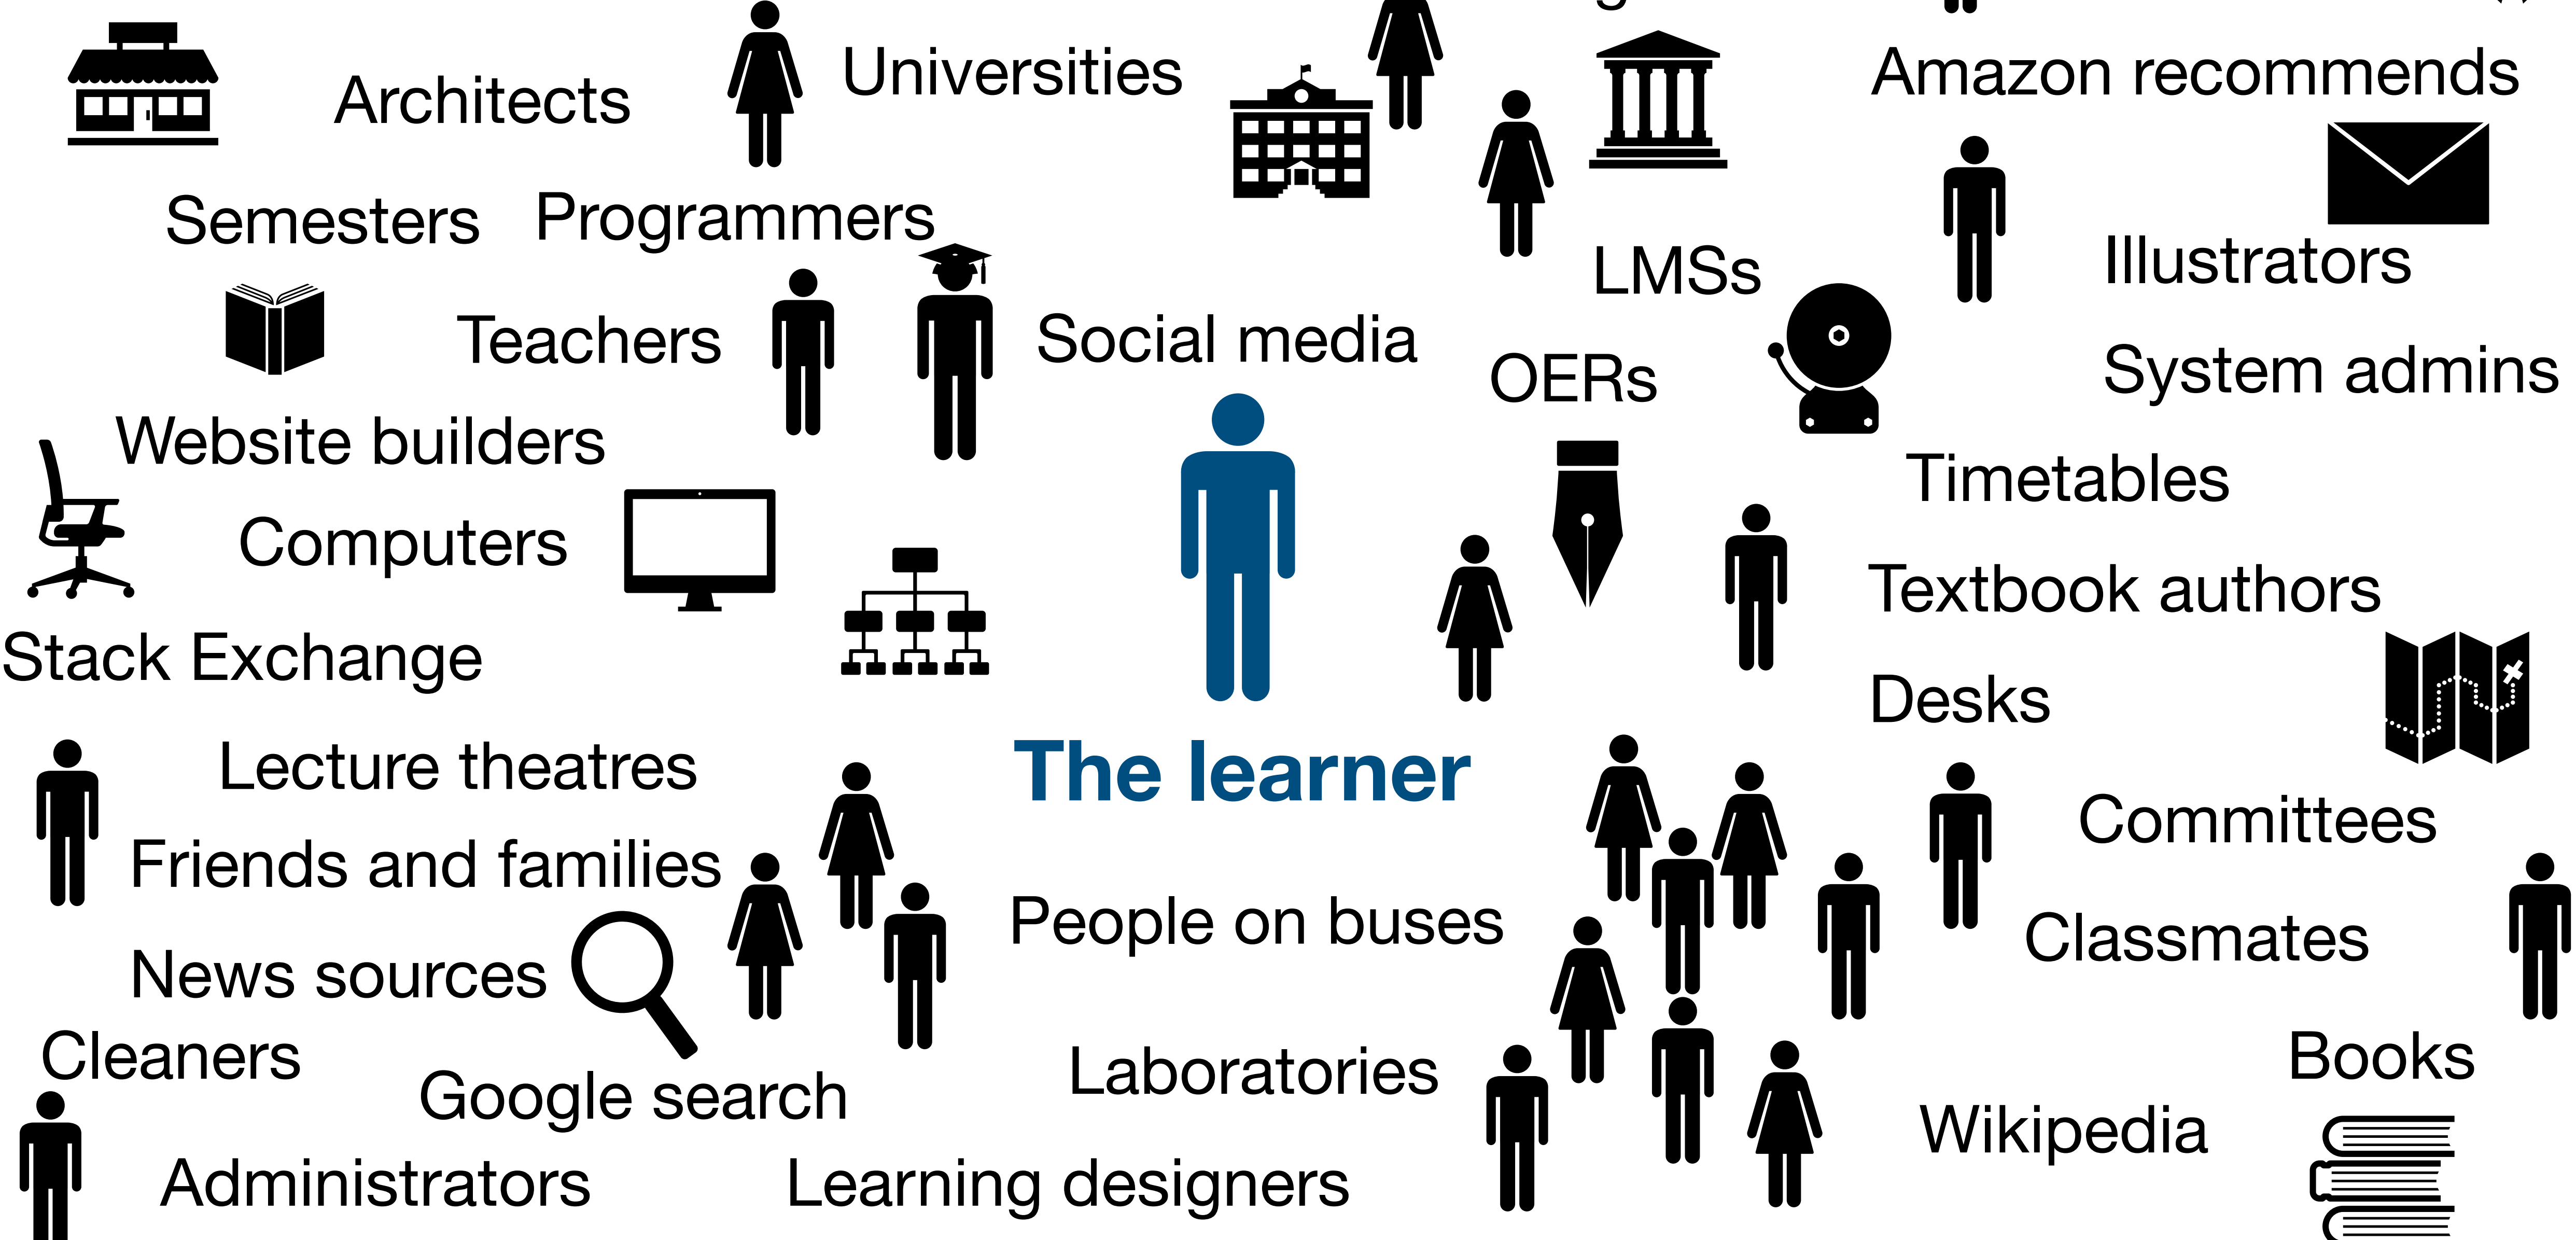 Amazon recommends
Universities
Architects
Programmers
Semesters
Illustrators
LMSs
Social media
Teachers
System admins
OERs
Website builders
Timetables
Computers
Textbook authors
Stack Exchange
Desks
Lecture theatres
The learner
Committees
Friends and families
People on buses
Classmates
News sources
Cleaners
Books
Laboratories
Google search
Wikipedia
Administrators
Learning designers